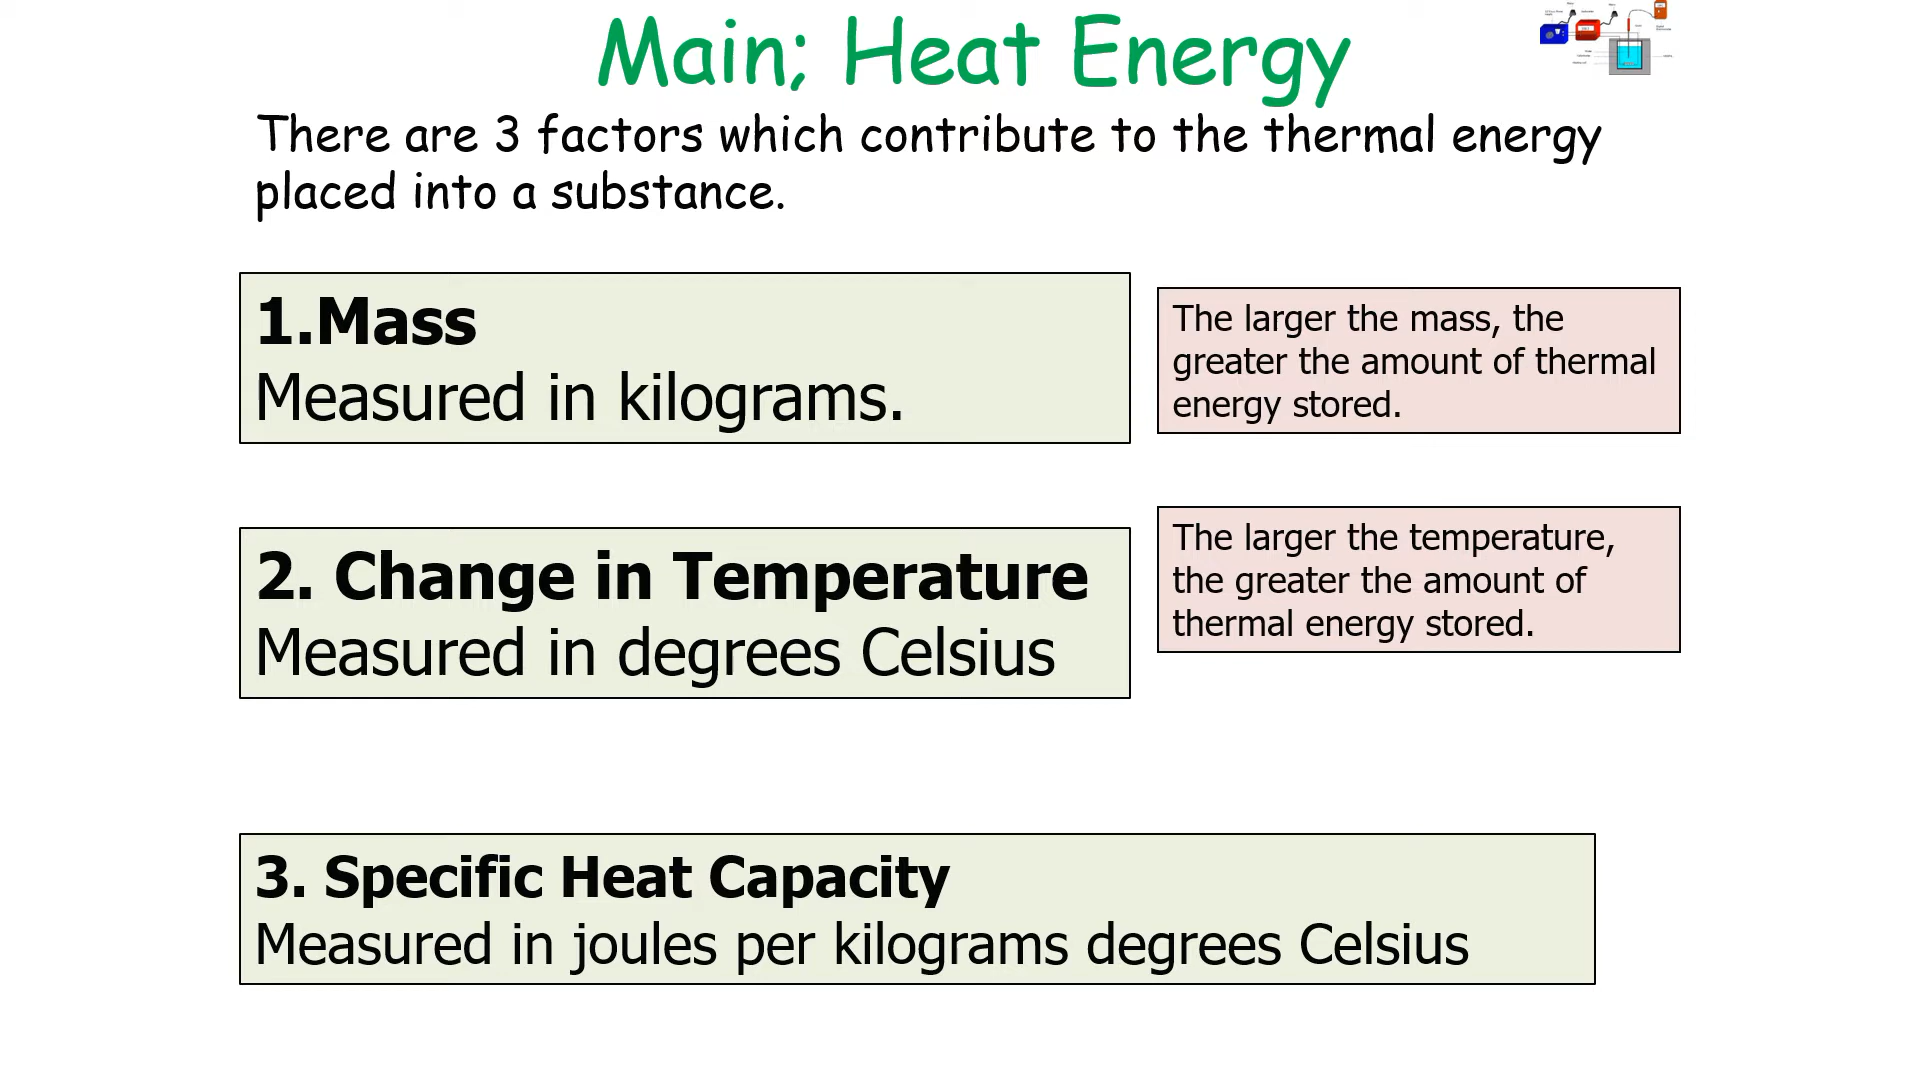 Main; Heat Energy
There are 3 factors which contribute to the thermal energy
placed into a substance.
1.Mass
Measured in kilograms.
The larger the mass, the
greater the amount of thermal
energy stored.
2. Change in Temperature
Measured in degrees Celsius
The larger the temperature,
the greater the amount of
thermal energy stored.
3. Specific Heat Capacity
Measured in joules per kilograms degrees Celsius